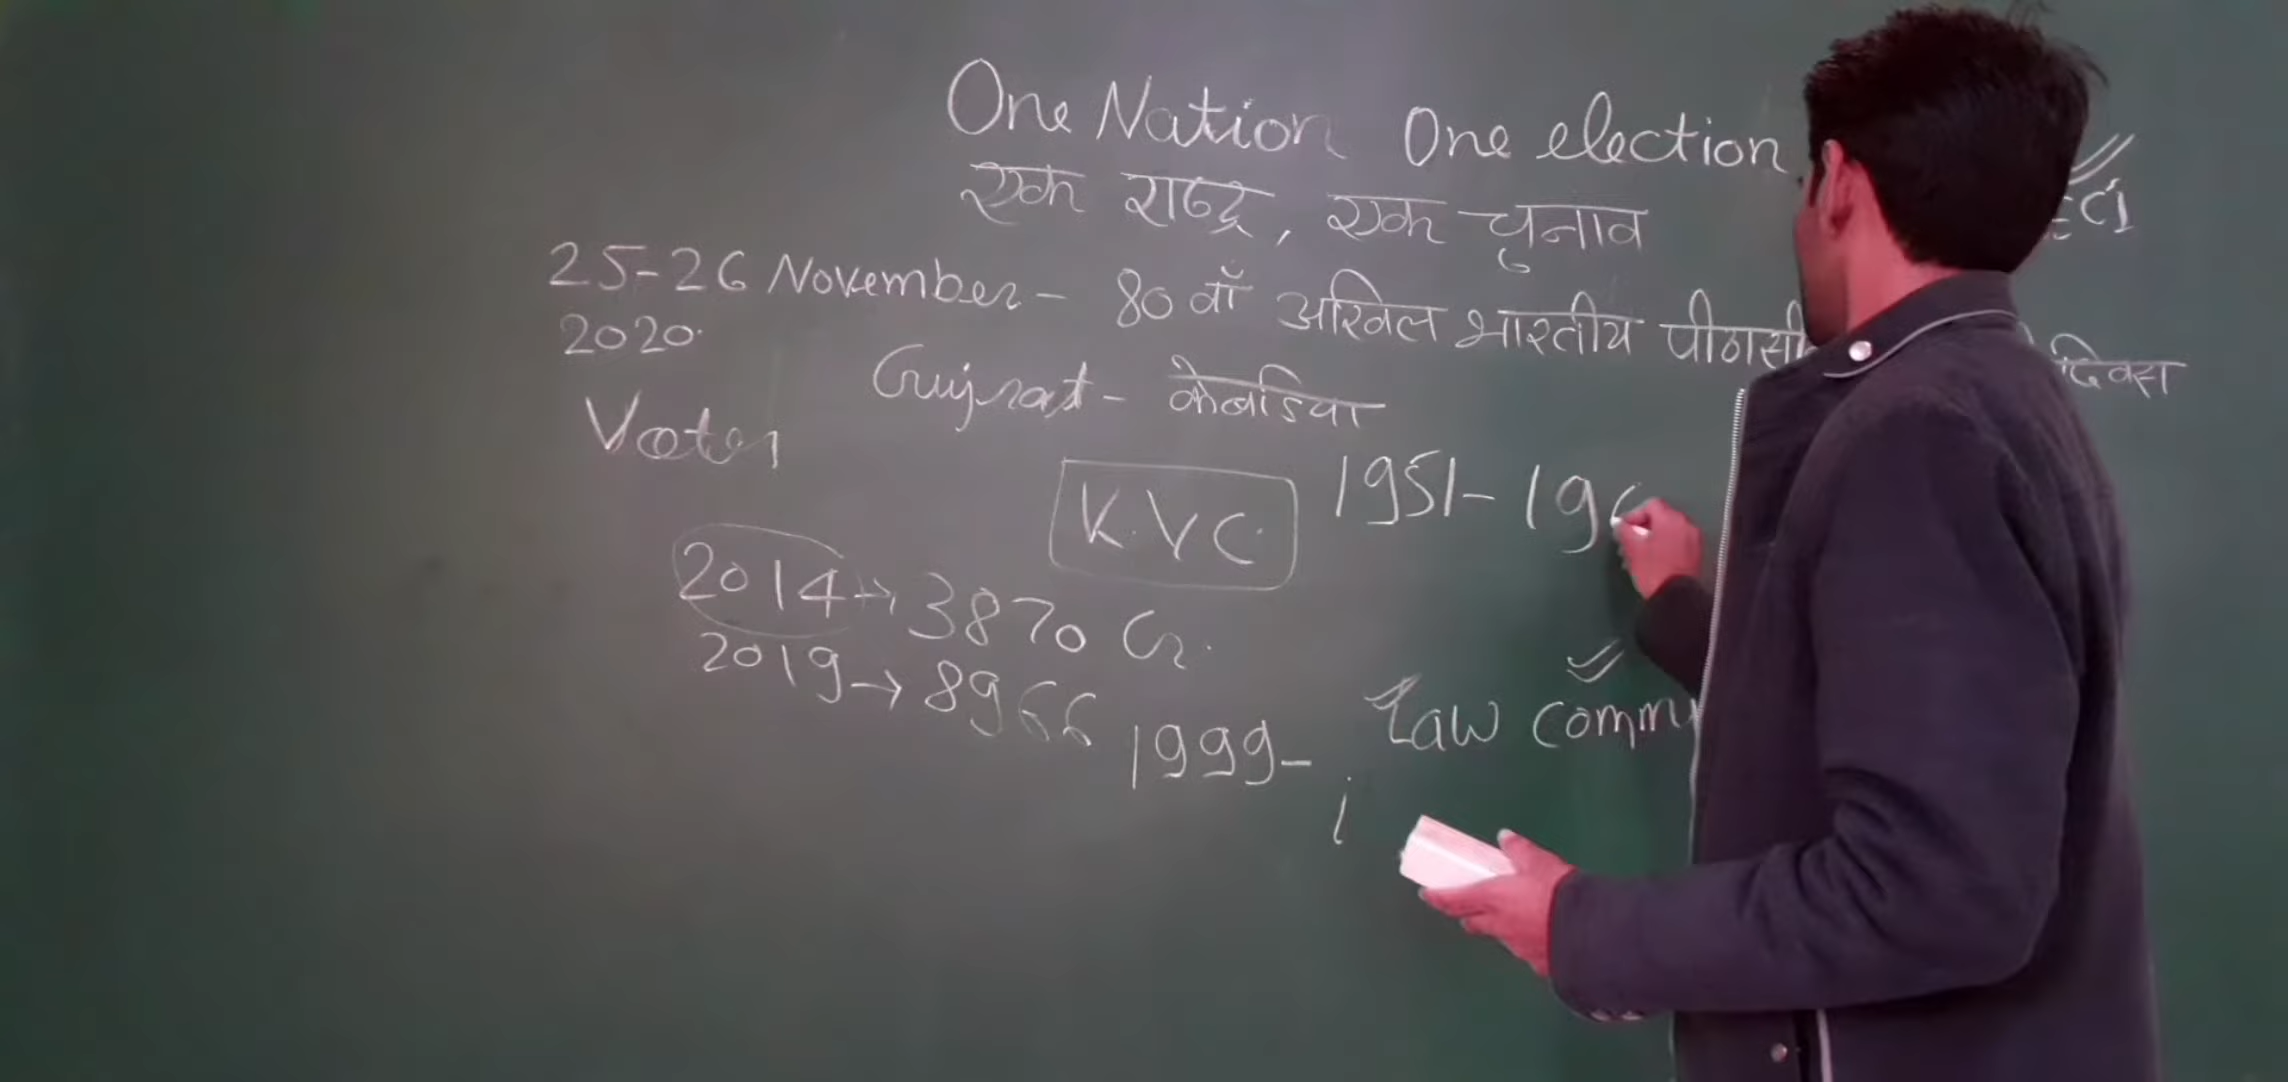 One Nation One election
एक राष्ट्र, एक चुनाव
25-26 November - 80 वाँ अखिल भारतीय पीठासी दिवस
2020.
Gujrat - केवडिया
Voter
K.V.C.
1951 - 196
2014 → 3870 Cr.
2019 → 8966
1999 - Law comm